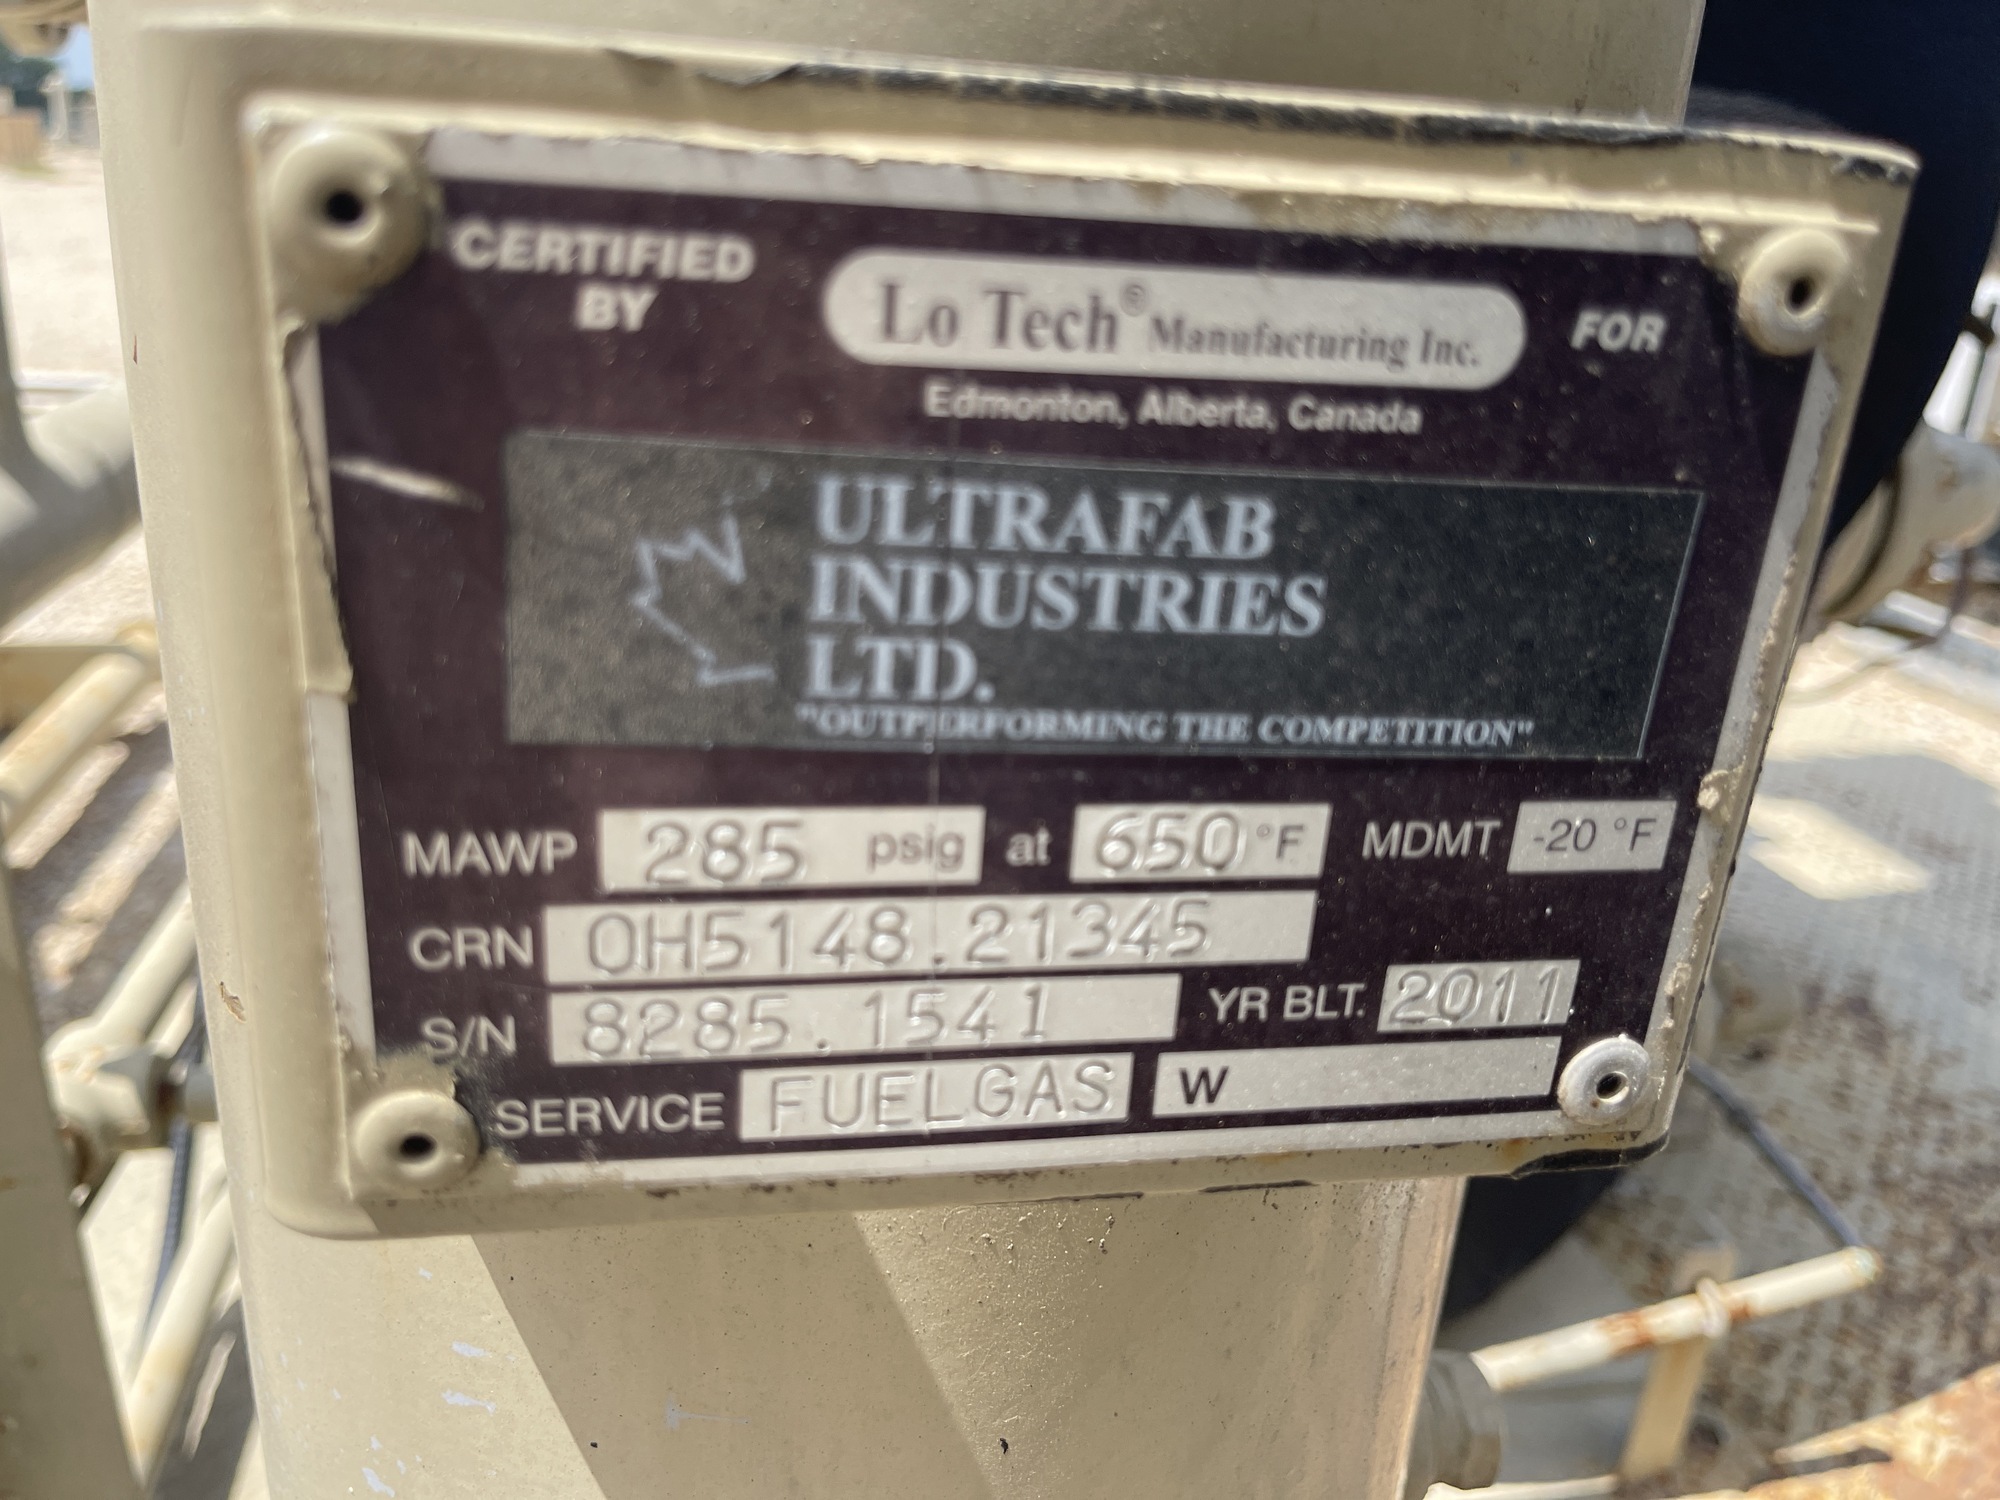 CERTIFIED BY Lo Tech® Manufacturing Inc. FOR
Edmonton, Alberta, Canada
ULTRAFAB
INDUSTRIES
LTD.
"OUTPERFORMING THE COMPETITION"
MAWP 285 psig at 650 °F MDMT -20 °F
CRN 0H5148.21345
S/N 8285.1541 YR BLT. 2011
SERVICE FUELGAS W